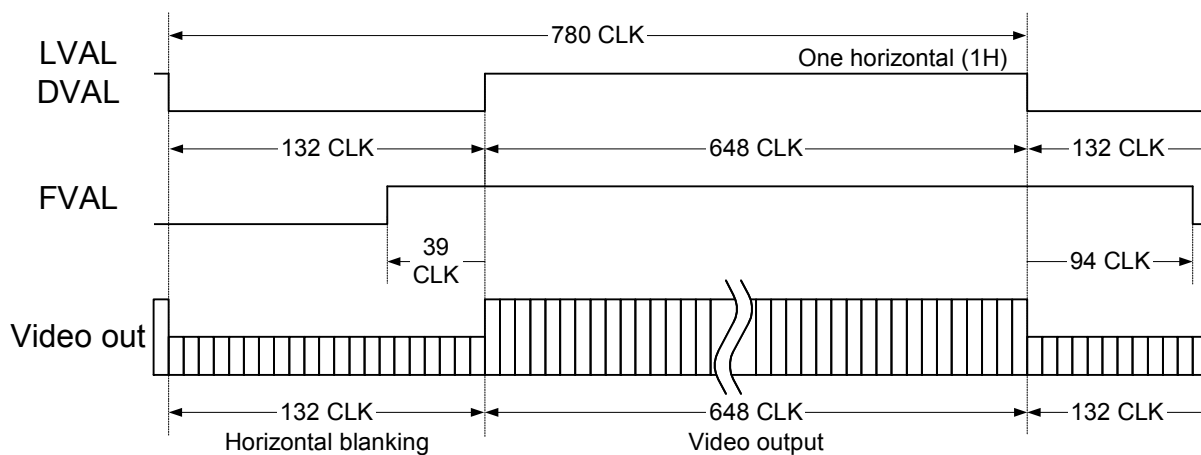 780 CLK
LVAL
DVAL
One horizontal (1H)
132 CLK
648 CLK
132 CLK
FVAL
39
CLK
94 CLK
Video out
132 CLK
648 CLK
132 CLK
Horizontal blanking
Video output